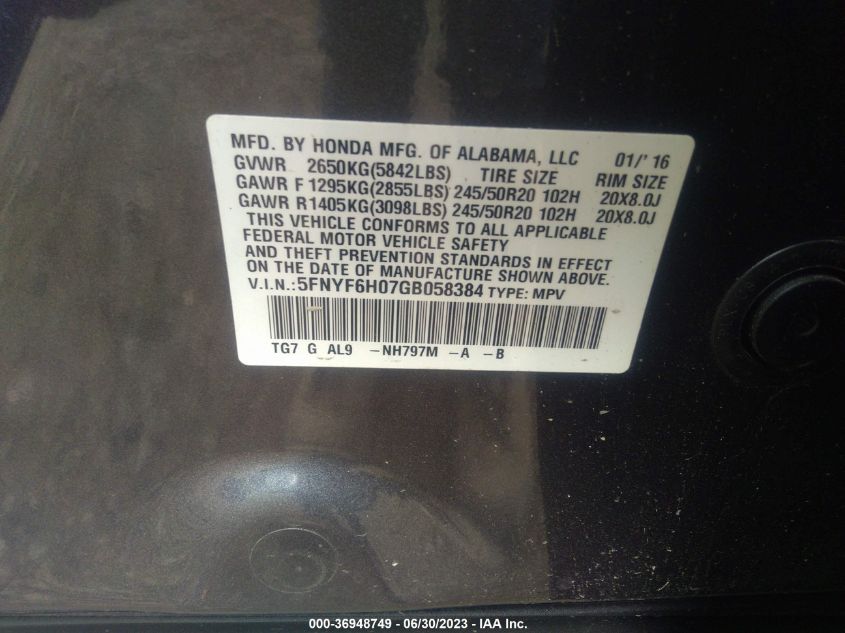 MFD. BY HONDA MFG. OF ALABAMA, LLC 01/' 16
GVWR 2650KG(5842LBS) TIRE SIZE RIM SIZE
GAWR F 1295KG(2855LBS) 245/50R20 102H 20X8.0J
GAWR R1405KG(3098LBS) 245/50R20 102H 20X8.0J
THIS VEHICLE CONFORMS TO ALL APPLICABLE
FEDERAL MOTOR VEHICLE SAFETY
AND THEFT PREVENTION STANDARDS IN EFFECT
ON THE DATE OF MANUFACTURE SHOWN ABOVE.
V.I.N.:5FNYF6H07GB058384 TYPE: MPV
TG7 G AL9 -NH797M -A -B
000-36948749 / 06/30/2023 - IAA Inc.